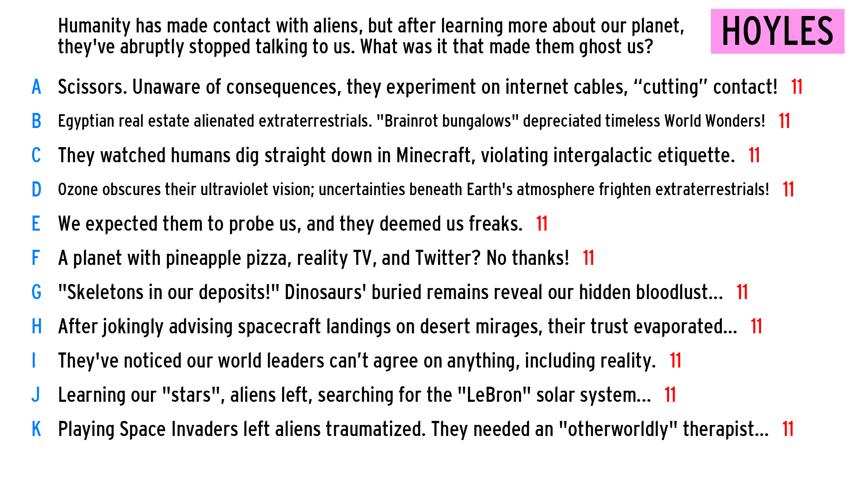 Humanity has made contact with aliens, but after learning more about our planet,
they've abruptly stopped talking to us. What was it that made them ghost us?
HOYLES
A Scissors. Unaware of consequences, they experiment on internet cables, “cutting” contact! 11
B Egyptian real estate alienated extraterrestrials. "Brainrot bungalows" depreciated timeless World Wonders! 11
C They watched humans dig straight down in Minecraft, violating intergalactic etiquette. 11
D Ozone obscures their ultraviolet vision; uncertainties beneath Earth's atmosphere frighten extraterrestrials! 11
E We expected them to probe us, and they deemed us freaks. 11
F A planet with pineapple pizza, reality TV, and Twitter? No thanks! 11
G "Skeletons in our deposits!" Dinosaurs' buried remains reveal our hidden bloodlust... 11
H After jokingly advising spacecraft landings on desert mirages, their trust evaporated... 11
I They've noticed our world leaders can’t agree on anything, including reality. 11
J Learning our "stars", aliens left, searching for the "LeBron" solar system... 11
K Playing Space Invaders left aliens traumatized. They needed an "otherworldly" therapist... 11